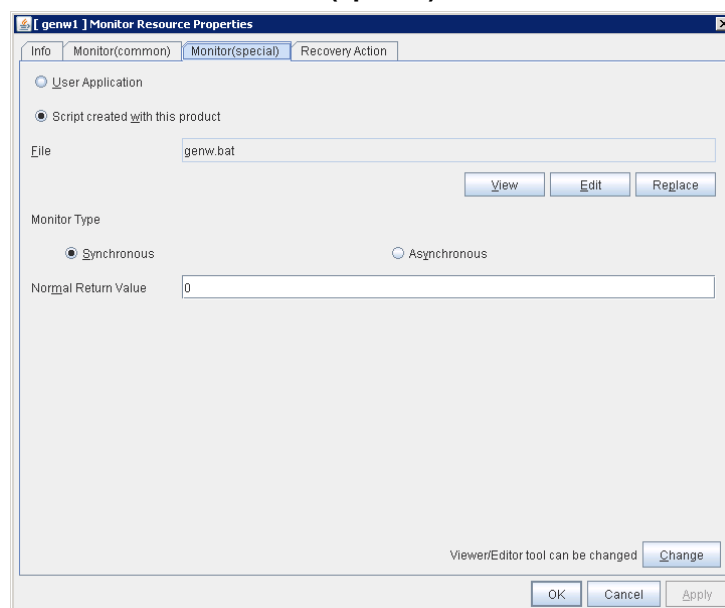 [ genw1 ] Monitor Resource Properties
Info Monitor(common) Monitor(special) Recovery Action
User Application
Script created with this product
File genw.bat
View Edit Replace
Monitor Type
Synchronous Asynchronous
Normal Return Value 0
Viewer/Editor tool can be changed Change
OK Cancel Apply